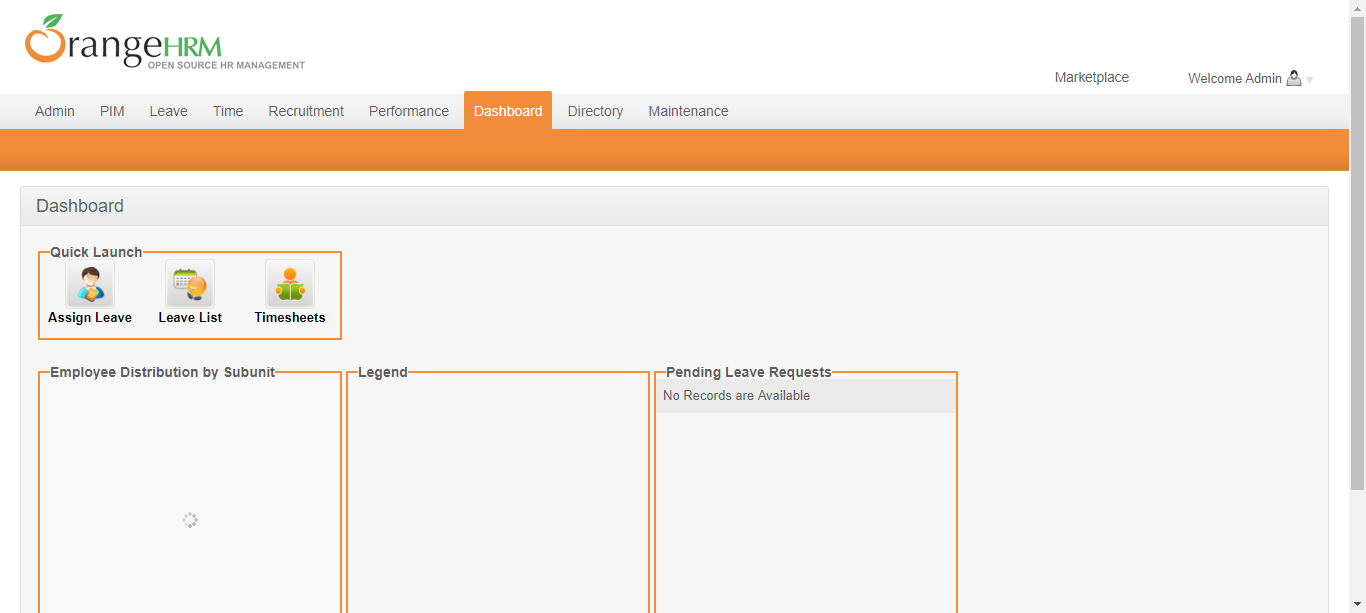 OrangeHRM
OPEN SOURCE HR MANAGEMENT
Marketplace
Welcome Admin
Admin PIM Leave Time Recruitment Performance Dashboard Directory Maintenance
Dashboard
Quick Launch
Assign Leave Leave List Timesheets
Employee Distribution by Subunit
Legend
Pending Leave Requests
No Records are Available